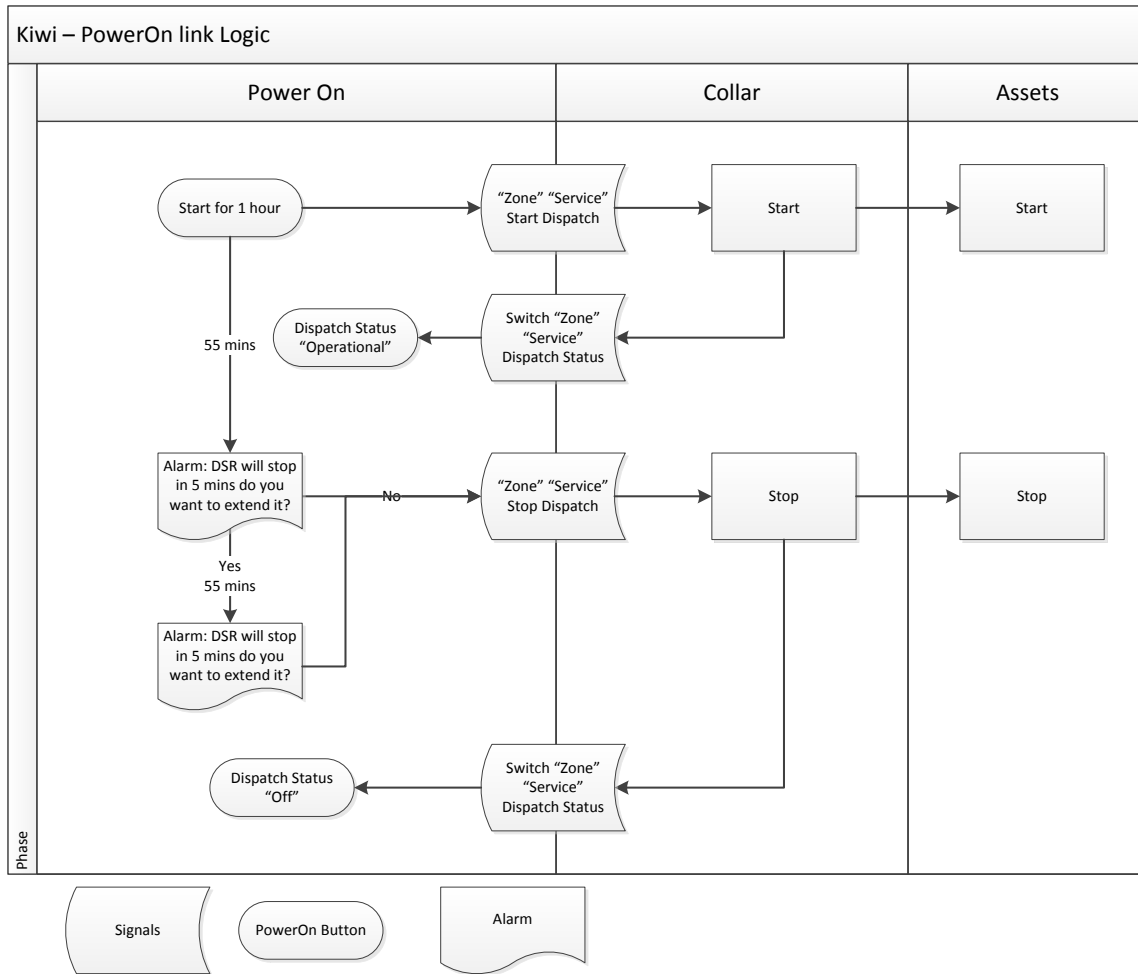 Kiwi – PowerOn link Logic
Power On
Collar
Assets
Phase
Start for 1 hour
“Zone” “Service”
Start Dispatch
Start
Start
Dispatch Status
“Operational”
Switch “Zone”
“Service”
Dispatch Status
55 mins
Alarm: DSR will stop
in 5 mins do you
want to extend it?
No
“Zone” “Service”
Stop Dispatch
Stop
Stop
Yes
55 mins
Alarm: DSR will stop
in 5 mins do you
want to extend it?
Dispatch Status
“Off”
Switch “Zone”
“Service”
Dispatch Status
Signals
PowerOn Button
Alarm